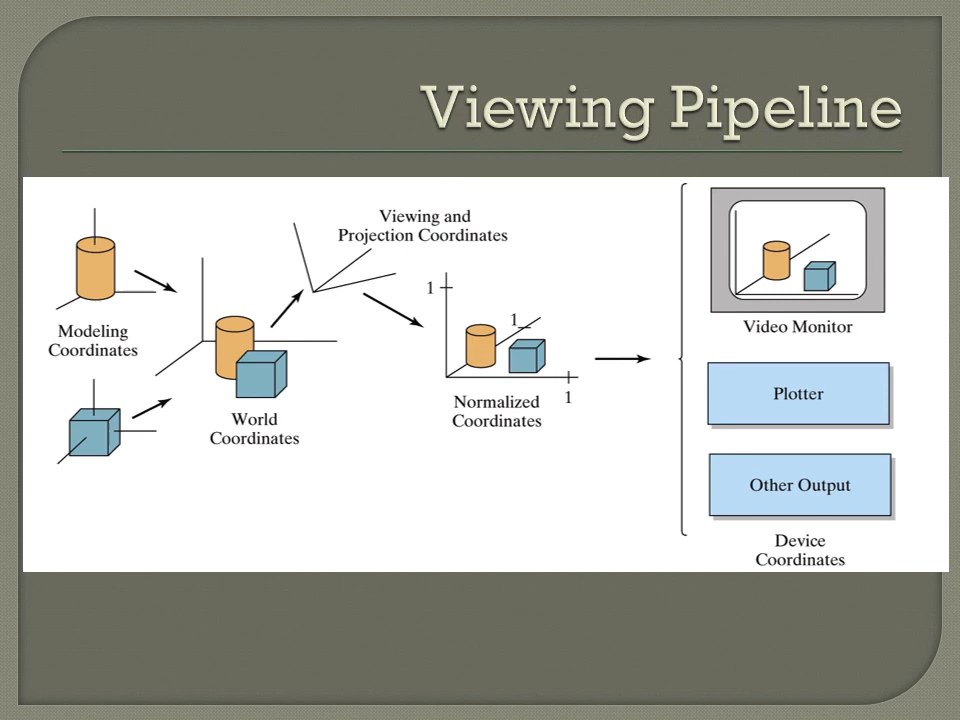 Viewing Pipeline
Viewing and
Projection Coordinates
Modeling
Coordinates
World
Coordinates
1
1
1
Normalized
Coordinates
Video Monitor
Plotter
Other Output
Device
Coordinates